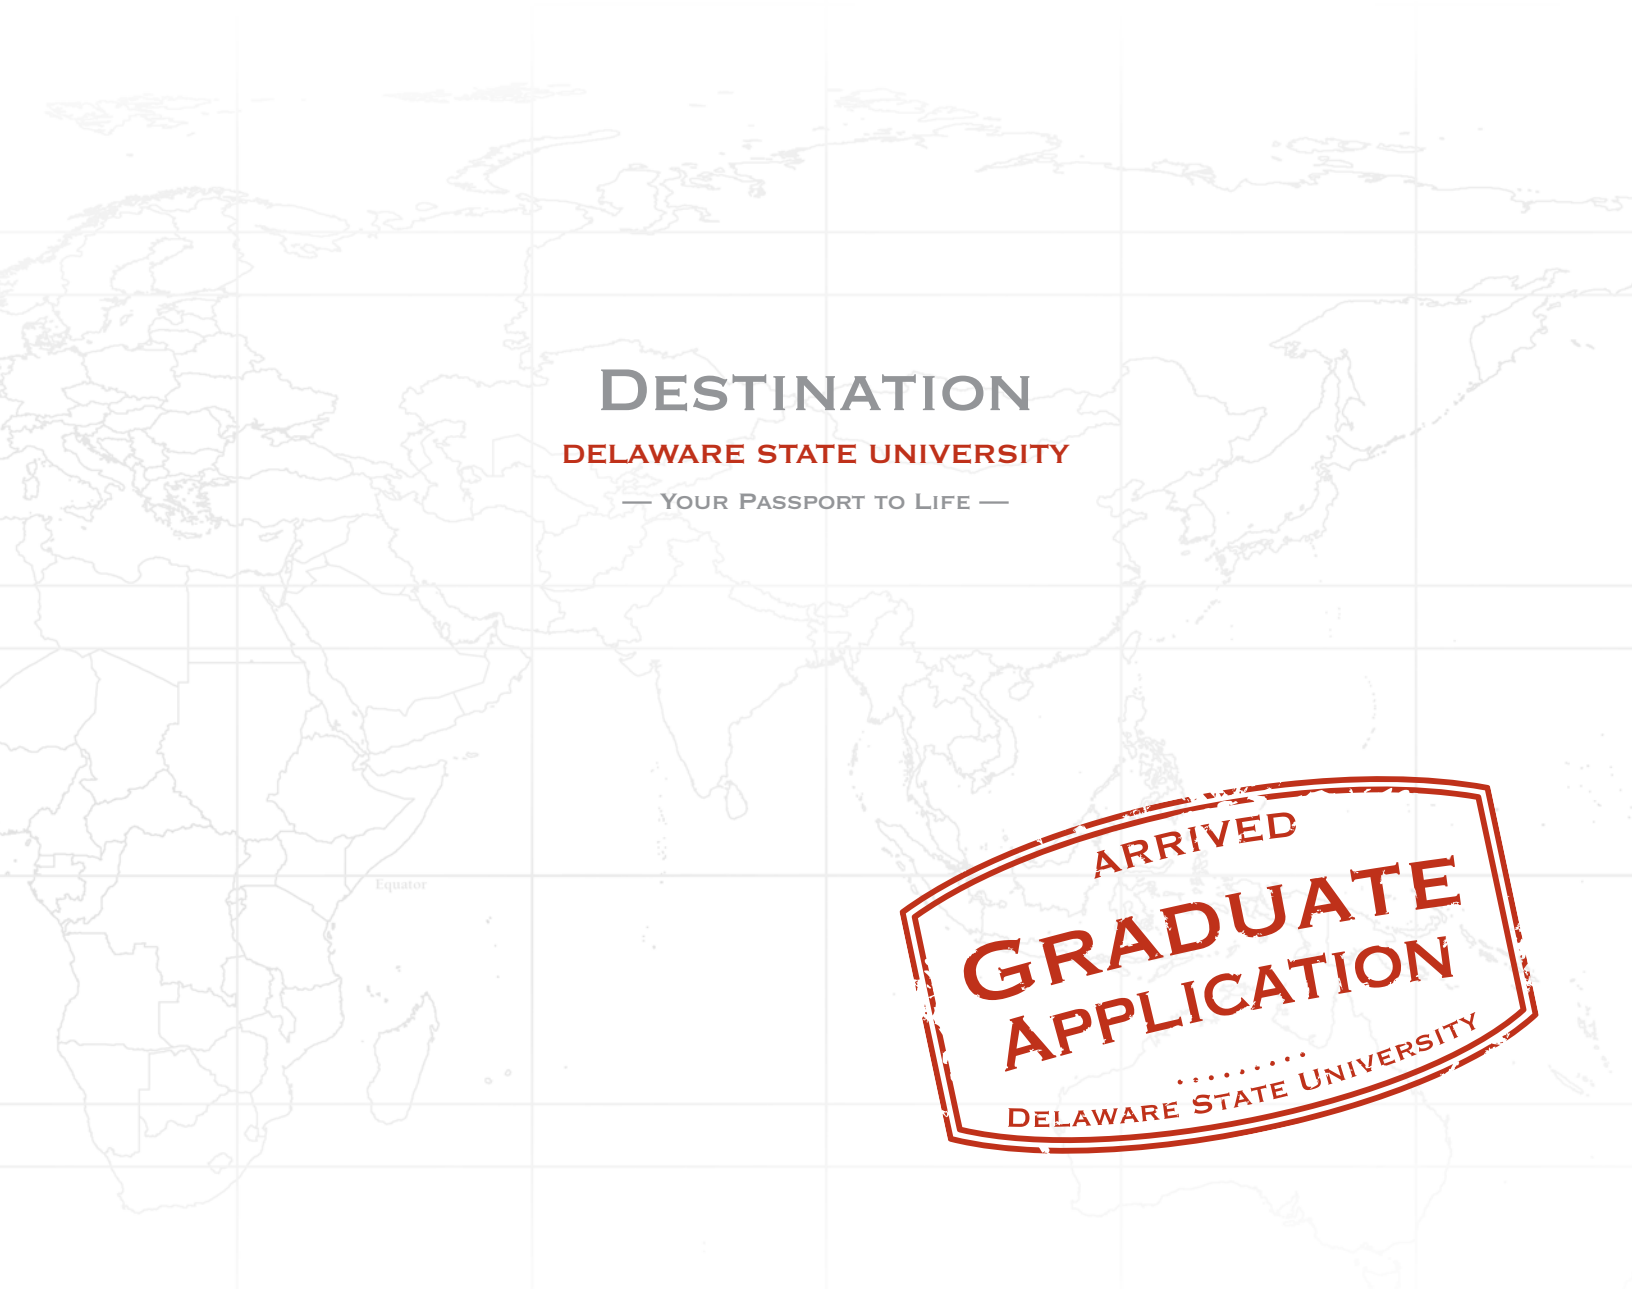 Destination
DELAWARE STATE UNIVERSITY
— Your Passport to Life —
ARRIVED
Graduate
Application
.........
Delaware State University
Equator